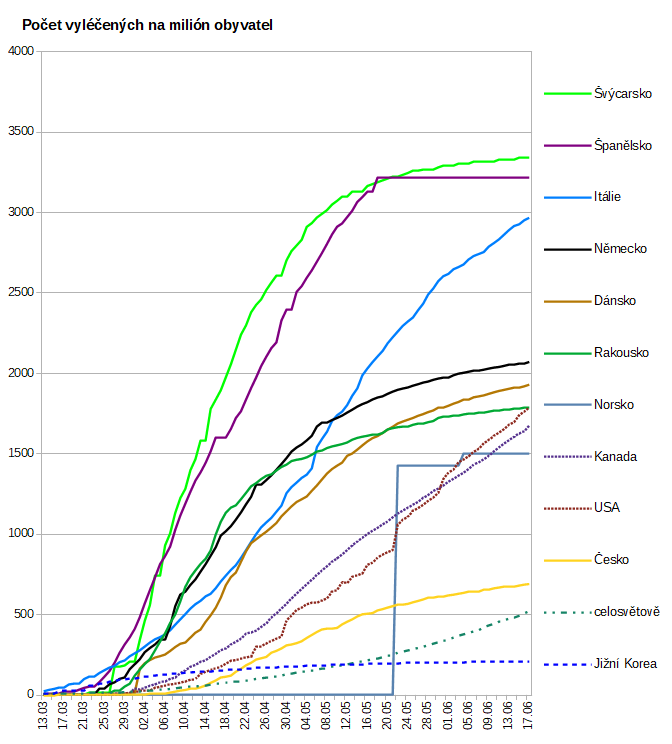 Počet vyléčených na milión obyvatel
4000
3500
3000
2500
2000
1500
1000
500
0
13.03
17.03
21.03
25.03
29.03
02.04
06.04
10.04
14.04
18.04
22.04
26.04
30.04
04.05
08.05
12.05
16.05
20.05
24.05
28.05
01.06
05.06
09.06
13.06
17.06
Švýcarsko
Španělsko
Itálie
Německo
Dánsko
Rakousko
Norsko
Kanada
USA
Česko
celosvětově
Jižní Korea